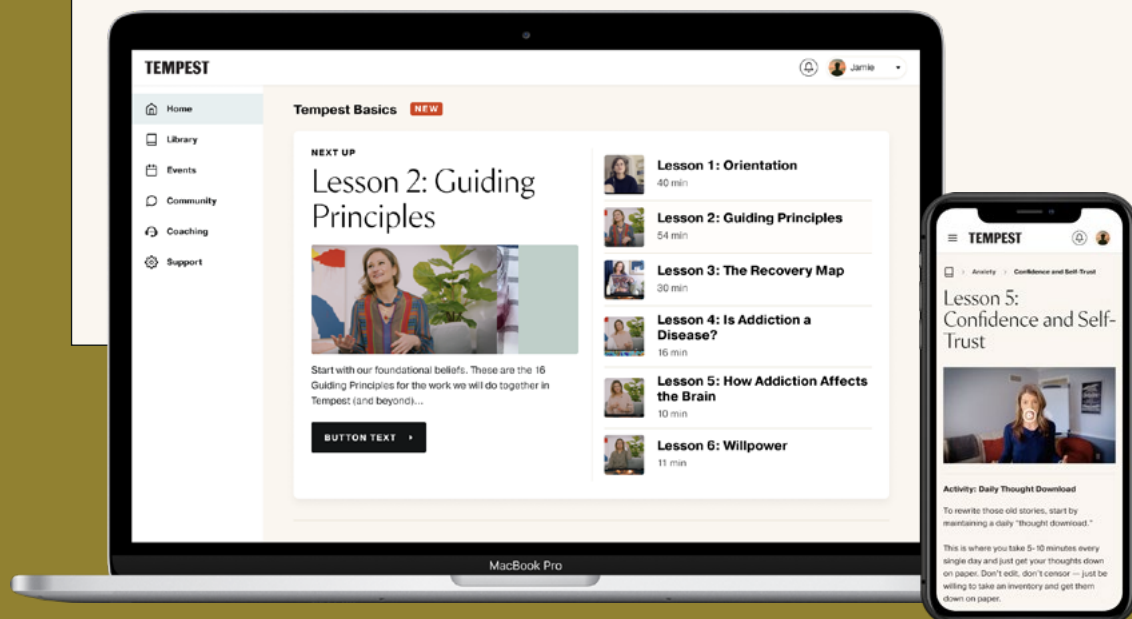 TEMPEST
Jamie
Home
Library
Events
Community
Coaching
Support
Tempest Basics NEW
NEXT UP
Lesson 2: Guiding
Principles
Start with our foundational beliefs. These are the 16
Guiding Principles for the work we will do together in
Tempest (and beyond)...
BUTTON TEXT
Lesson 1: Orientation
40 min
Lesson 2: Guiding Principles
54 min
Lesson 3: The Recovery Map
30 min
Lesson 4: Is Addiction a
Disease?
16 min
Lesson 5: How Addiction Affects
the Brain
10 min
Lesson 6: Willpower
11 min
MacBook Pro
TEMPEST
Anxiety > Confidence and Self-Trust
Lesson 5:
Confidence and Self-
Trust
Activity: Daily Thought Download
To rewrite those old stories, start by
maintaining a daily "thought download."
This is where you take 5-10 minutes every
single day and just get your thoughts down
on paper. Don't edit, don't censor — just be
willing to take an inventory and get them
down on paper.